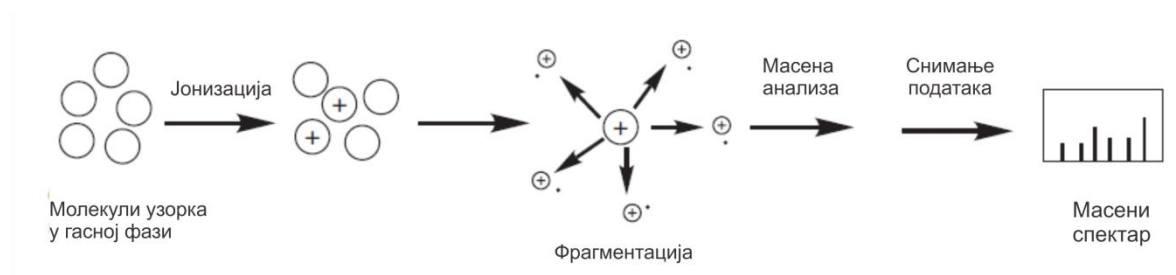 Јонизација
Масена
анализа
Снимање
података
Молекули узорка
у гасној фази
Фрагментација
Масени
спектар